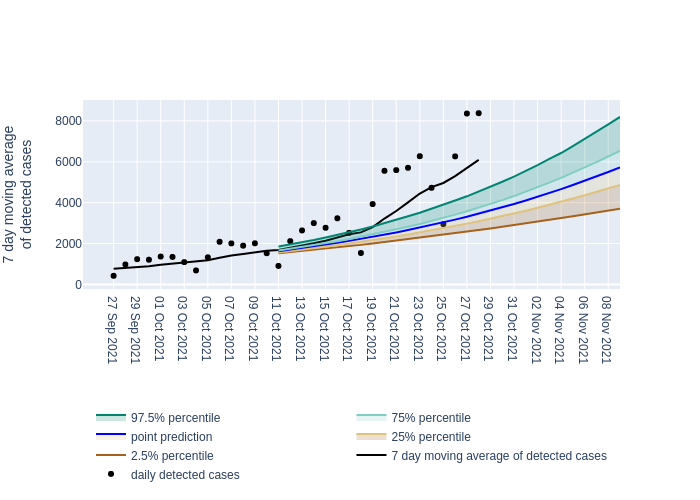 7 day moving average
of detected cases
8000
6000
4000
2000
0
27 Sep 2021
29 Sep 2021
01 Oct 2021
03 Oct 2021
05 Oct 2021
07 Oct 2021
09 Oct 2021
11 Oct 2021
13 Oct 2021
15 Oct 2021
17 Oct 2021
19 Oct 2021
21 Oct 2021
23 Oct 2021
25 Oct 2021
27 Oct 2021
29 Oct 2021
31 Oct 2021
02 Nov 2021
04 Nov 2021
06 Nov 2021
08 Nov 2021
97.5% percentile
75% percentile
point prediction
25% percentile
2.5% percentile
7 day moving average of detected cases
daily detected cases